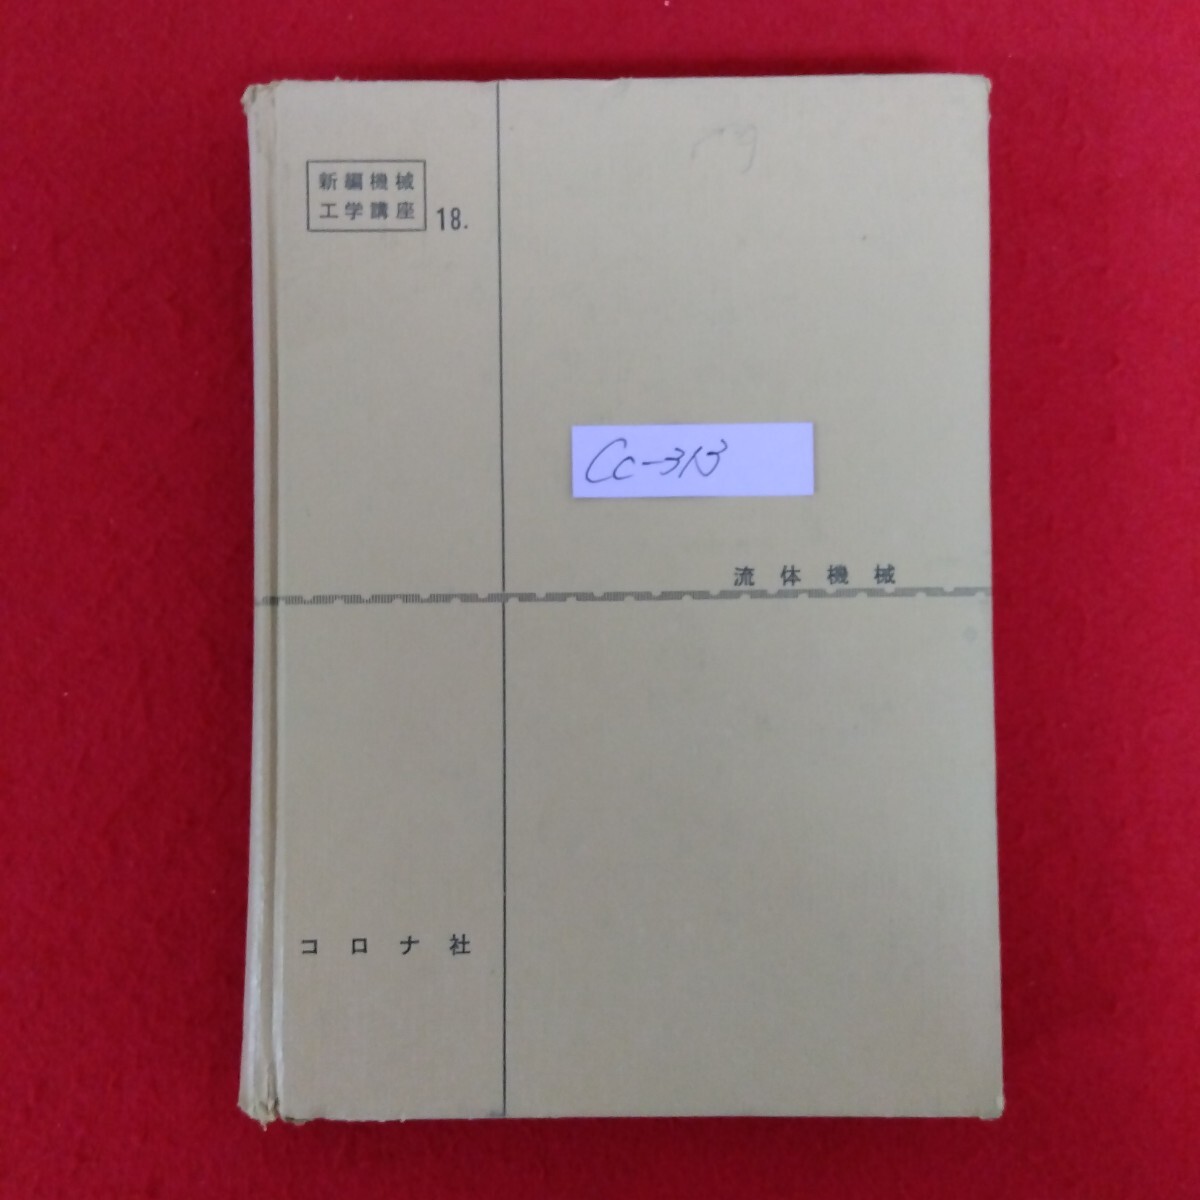 新編機械
工学講座
18.
Cc-313
流体機械
コロナ社